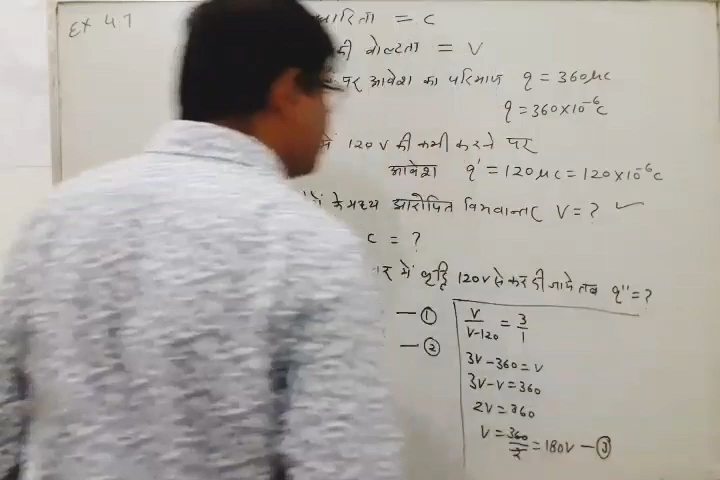 Ex 4.1
= C
की वोल्टता = V
पर आवेश का परिमाण q = 360μc
q = 360×10⁻⁶c
में 120V की कमी करने पर
आवेश q' = 120μc = 120×10⁻⁶c
के मध्य आरोपित विभवान्तर V = ? ✓
C = ?
में वृद्धि 120V से कर दी जाये तब q'' = ?
— ①
— ②
V/V-120 = 3/1
3V-360 = V
3V-V = 360
2V = 360
V = 360/2 = 180V — ③